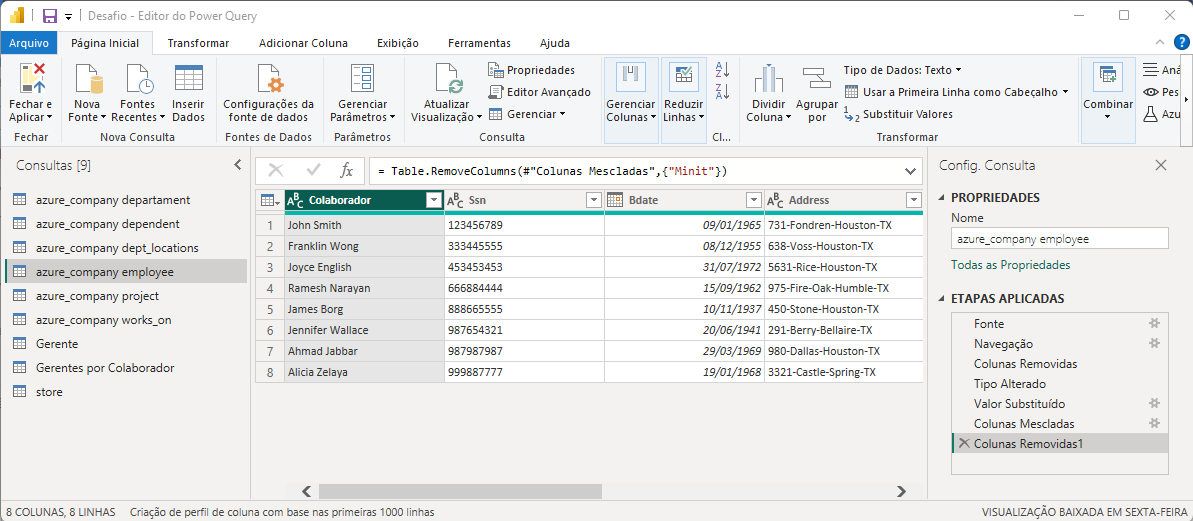 Desafio - Editor do Power Query
Arquivo Página Inicial Transformar Adicionar Coluna Exibição Ferramentas Ajuda
Fechar e Aplicar
Fechar
Nova Fonte
Fontes Recentes
Inserir Dados
Nova Consulta
Configurações da fonte de dados
Fontes de Dados
Gerenciar Parâmetros
Parâmetros
Atualizar Visualização
Propriedades
Editor Avançado
Gerenciar
Consulta
Gerenciar Colunas
Reduzir Linhas
Cl...
Dividir Coluna
Agrupar por
Tipo de Dados: Texto
Usar a Primeira Linha como Cabeçalho
Substituir Valores
Transformar
Combinar
Aná
Pes
Azu
Consultas [9]
azure_company departament
azure_company dependent
azure_company dept_locations
azure_company employee
azure_company project
azure_company works_on
Gerente
Gerentes por Colaborador
store
fx = Table.RemoveColumns(#"Colunas Mescladas",{"Minit"})
Colaborador Ssn Bdate Address
1 John Smith 123456789 09/01/1965 731-Fondren-Houston-TX
2 Franklin Wong 333445555 08/12/1955 638-Voss-Houston-TX
3 Joyce English 453453453 31/07/1972 5631-Rice-Houston-TX
4 Ramesh Narayan 666884444 15/09/1962 975-Fire-Oak-Humble-TX
5 James Borg 888665555 10/11/1937 450-Stone-Houston-TX
6 Jennifer Wallace 987654321 20/06/1941 291-Berry-Bellaire-TX
7 Ahmad Jabbar 987987987 29/03/1969 980-Dallas-Houston-TX
8 Alicia Zelaya 999887777 19/01/1968 3321-Castle-Spring-TX
Config. Consulta
PROPRIEDADES
Nome
azure_company employee
Todas as Propriedades
ETAPAS APLICADAS
Fonte
Navegação
Colunas Removidas
Tipo Alterado
Valor Substituído
Colunas Mescladas
Colunas Removidas1
8 COLUNAS, 8 LINHAS Criação de perfil de coluna com base nas primeiras 1000 linhas VISUALIZAÇÃO BAIXADA EM SEXTA-FEIRA